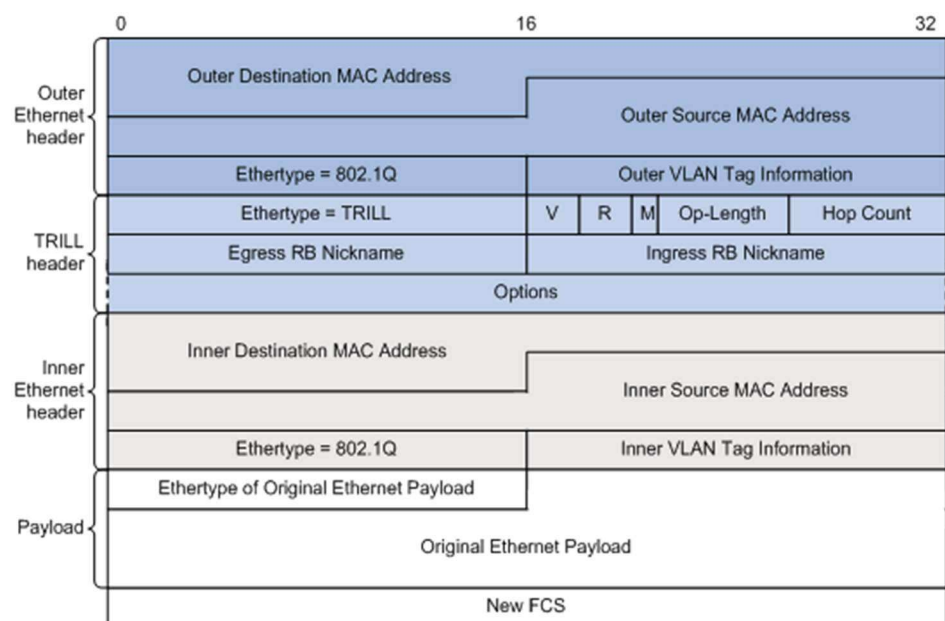 0 16 32
Outer Destination MAC Address
Outer
Ethernet
header
Outer Source MAC Address
Ethertype = 802.1Q Outer VLAN Tag Information
Ethertype = TRILL V R M Op-Length Hop Count
TRILL
header
Egress RB Nickname Ingress RB Nickname
Options
Inner Destination MAC Address
Inner
Ethernet
header
Inner Source MAC Address
Ethertype = 802.1Q Inner VLAN Tag Information
Ethertype of Original Ethernet Payload
Payload
Original Ethernet Payload
New FCS